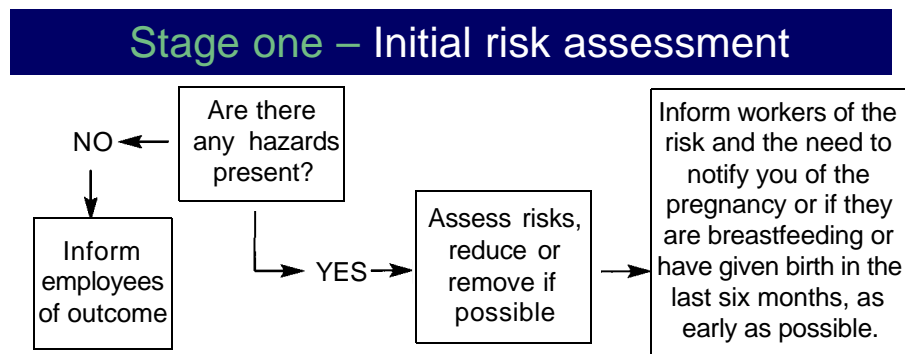 Stage one – Initial risk assessment
Are there
any hazards
present?
NO
Inform
employees
of outcome
YES
Assess risks,
reduce or
remove if
possible
Inform workers of the
risk and the need to
notify you of the
pregnancy or if they
are breastfeeding or
have given birth in the
last six months, as
early as possible.